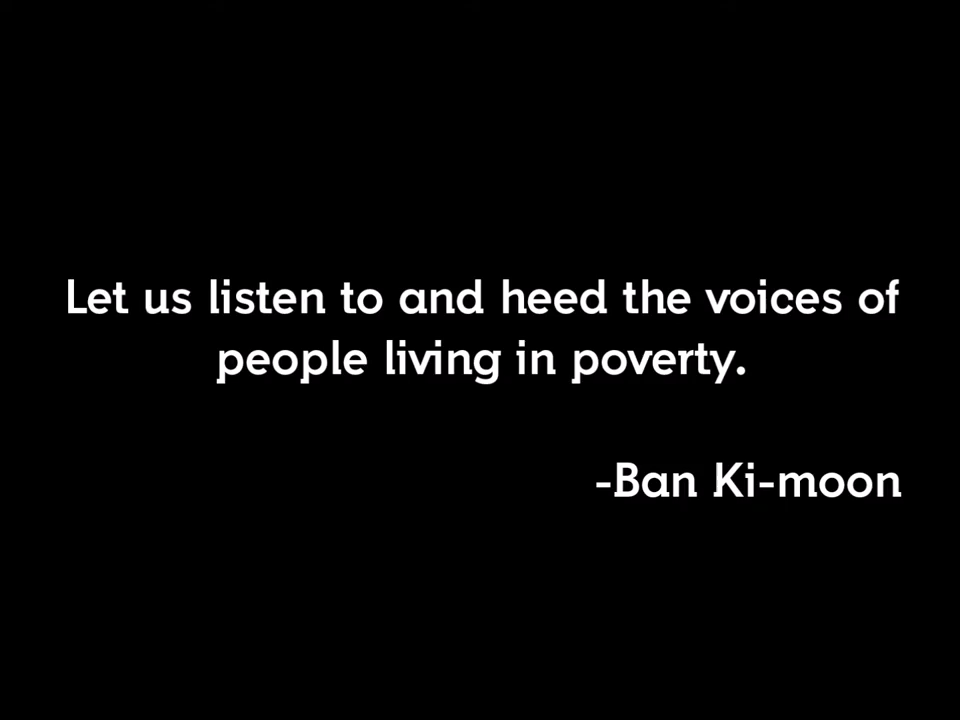 Let us listen to and heed the voices of
people living in poverty.
-Ban Ki-moon